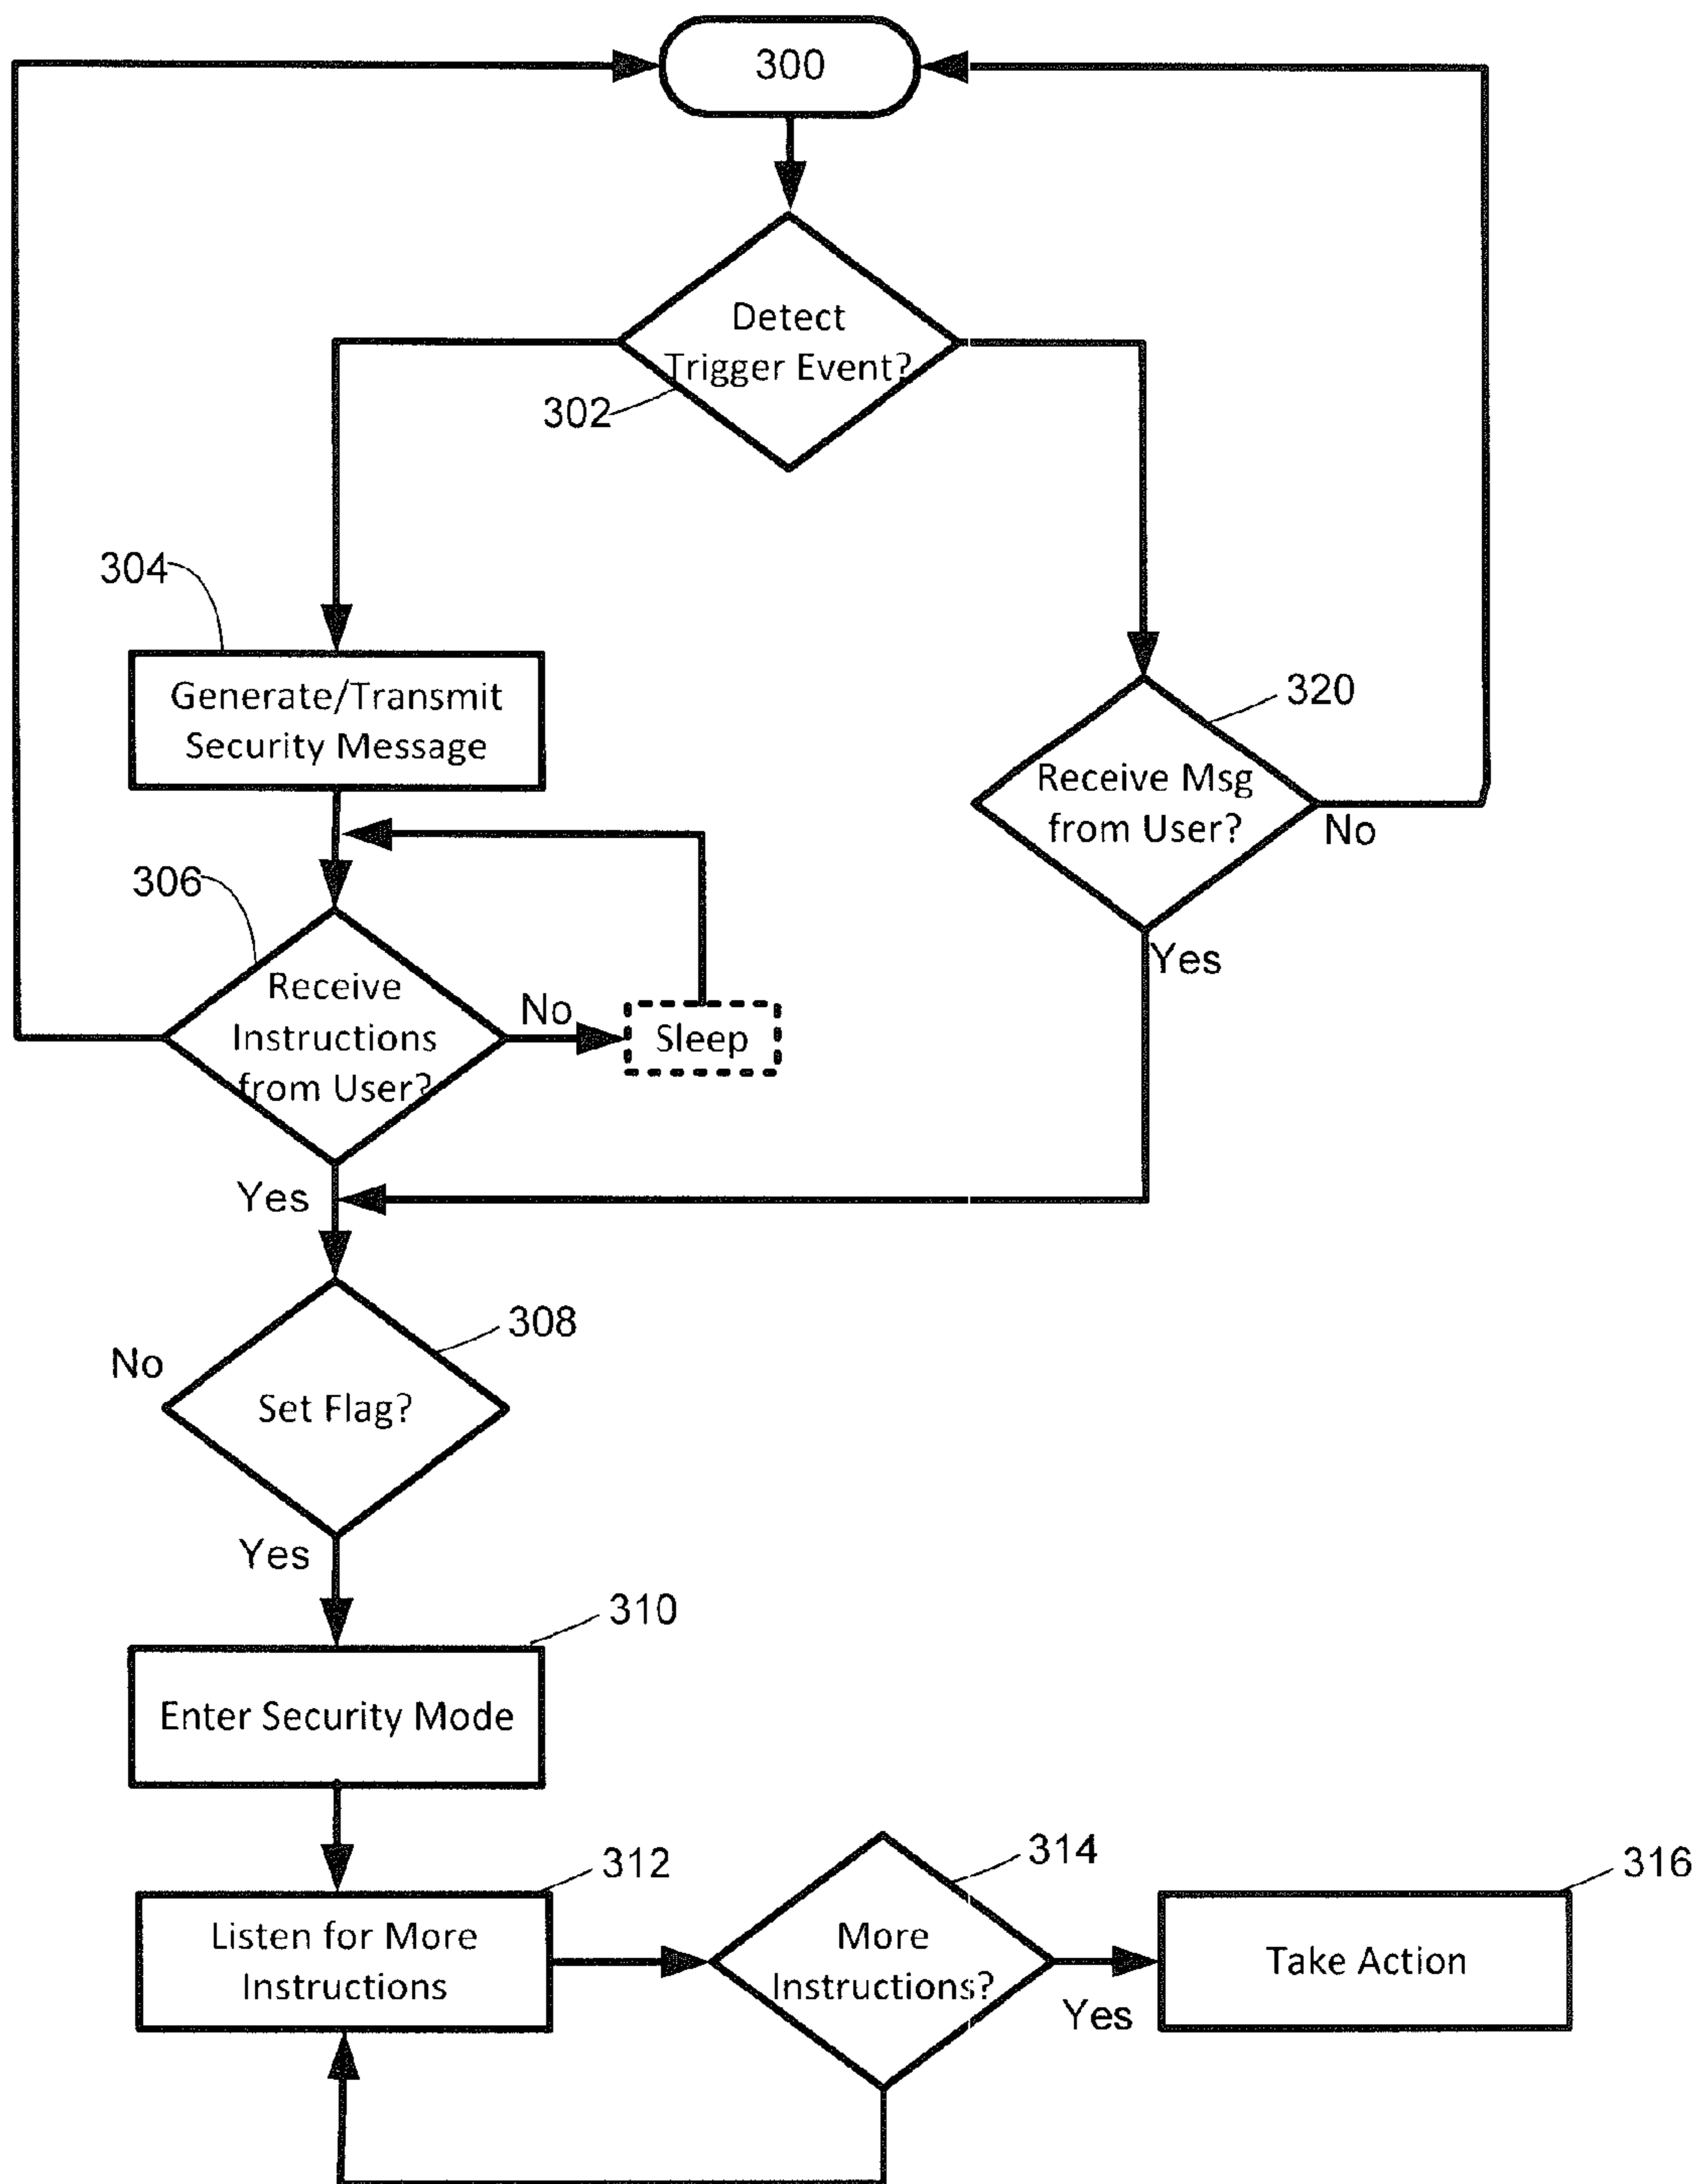 300
Detect
Trigger Event?
302
304
Generate/Transmit
Security Message
320
Receive Msg
from User?
No
Yes
306
Receive
Instructions
from User?
No
Sleep
Yes
308
No
Set Flag?
Yes
310
Enter Security Mode
312
Listen for More
Instructions
314
More
Instructions?
Yes
316
Take Action